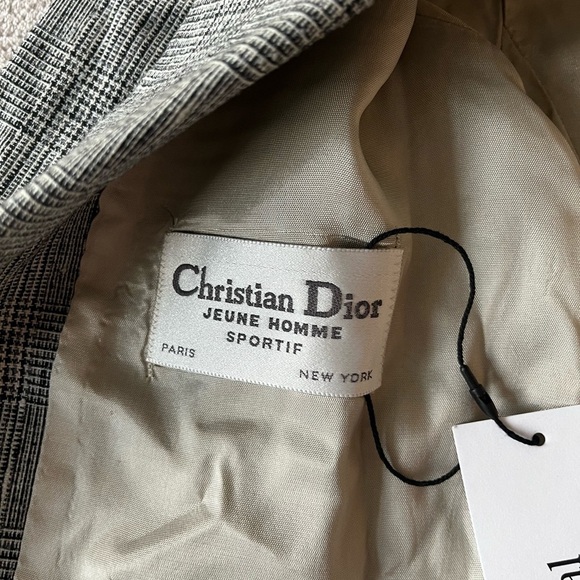 Christian Dior
JEUNE HOMME
SPORTIF
PARIS
NEW YORK